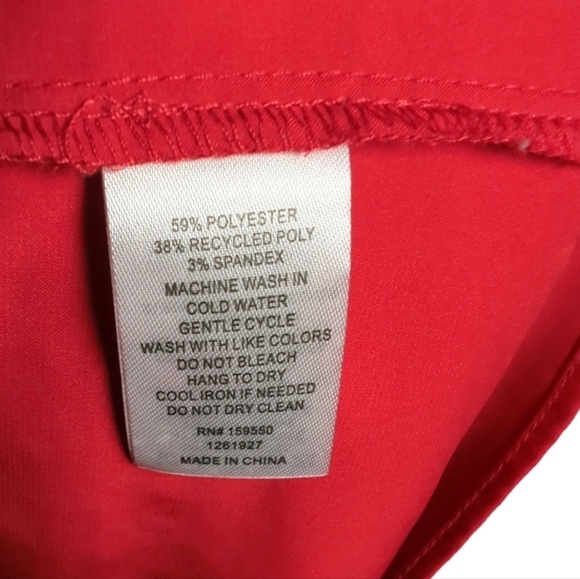 59% POLYESTER
38% RECYCLED POLY
3% SPANDEX
MACHINE WASH IN
COLD WATER
GENTLE CYCLE
WASH WITH LIKE COLORS
DO NOT BLEACH
HANG TO DRY
COOL IRON IF NEEDED
DO NOT DRY CLEAN
RN# 159550
1261927
MADE IN CHINA